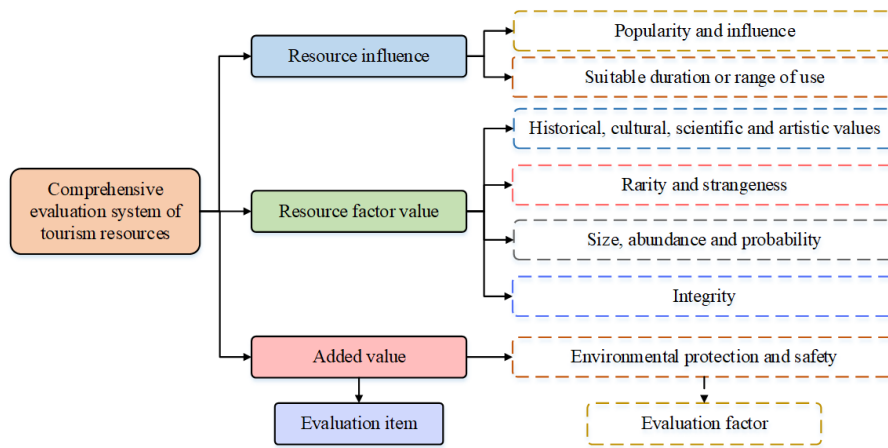 Popularity and influence
Resource influence
Suitable duration or range of use
Historical, cultural, scientific and artistic values
Comprehensive
evaluation system of
tourism resources
Rarity and strangeness
Resource factor value
Size, abundance and probability
Integrity
Added value
Environmental protection and safety
Evaluation item
Evaluation factor